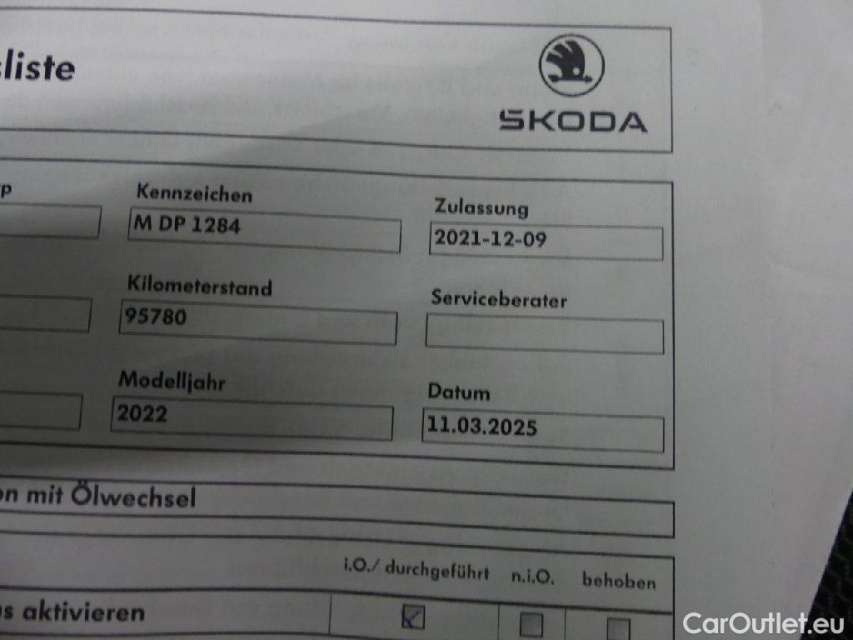 liste
ŠKODA
Kennzeichen
Zulassung
M DP 1284
2021-12-09
Kilometerstand
Serviceberater
95780
Modelljahr
Datum
2022
11.03.2025
on mit Ölwechsel
i.O./ durchgeführt n.i.O. behoben
s aktivieren
CarOutlet.eu